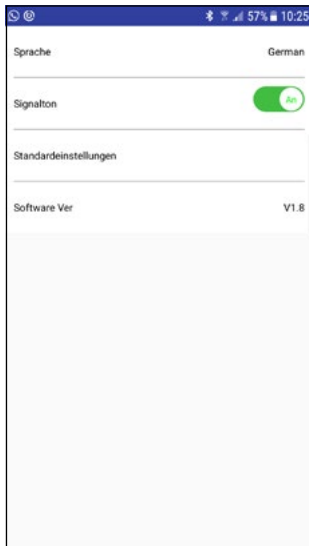 57% 10:25
Sprache German
Signalton An
Standardeinstellungen
Software Ver V1.8